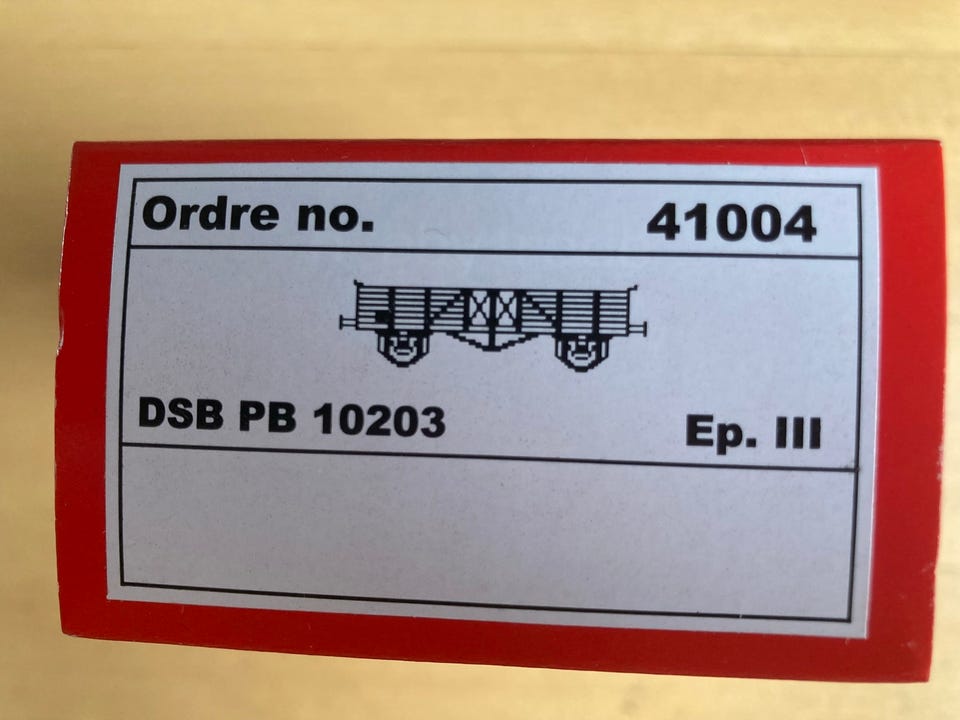 Ordre no. 41004
DSB PB 10203 Ep. III